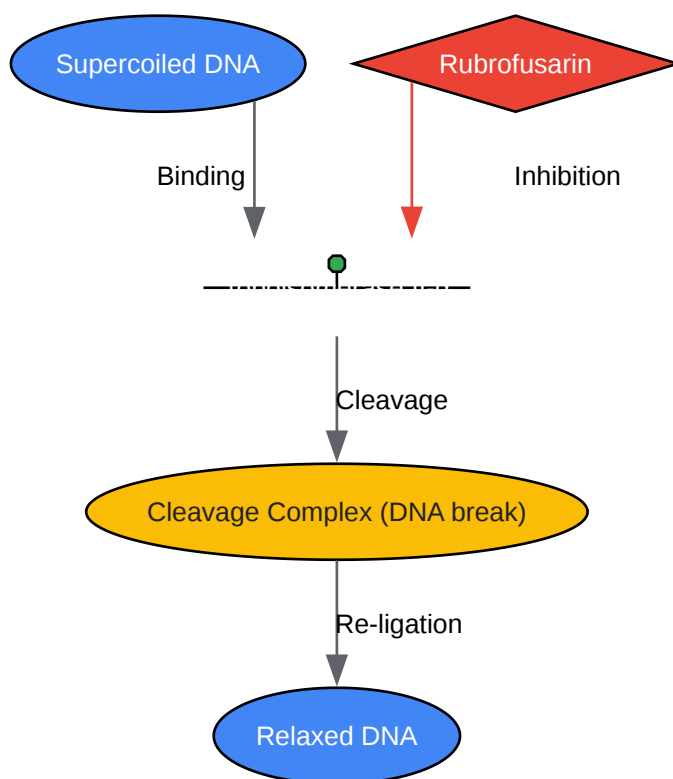 Supercoiled DNA
Rubrofusarin
Binding
Inhibition
Cleavage
Cleavage Complex (DNA break)
Re-ligation
Relaxed DNA